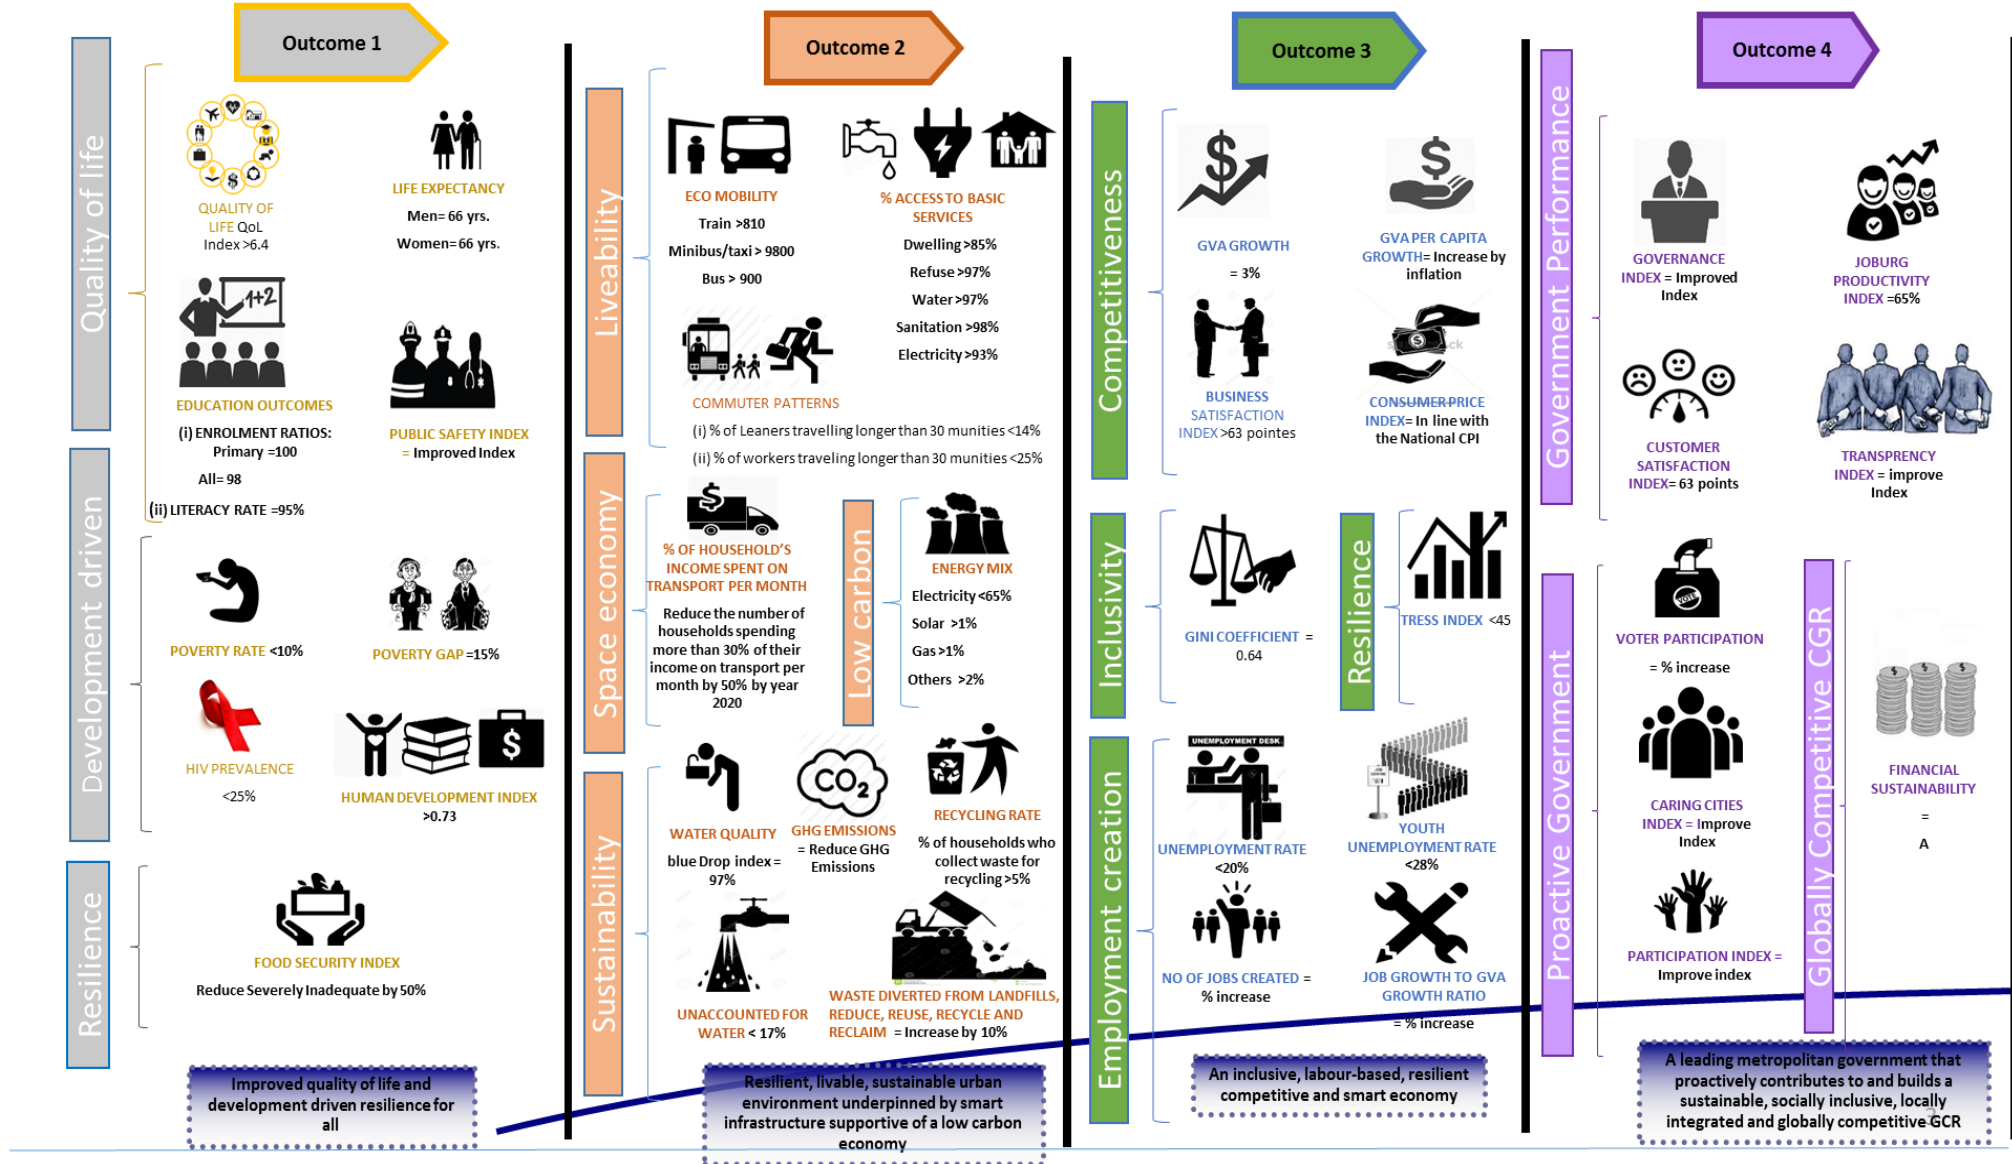 Outcome 1
Quality of life
QUALITY OF
LIFE QoL
Index >6.4
LIFE EXPECTANCY
Men= 66 yrs.
Women=66 yrs.
1+2
EDUCATION OUTCOMES
(i) ENROLMENT RATIOS:
Primary =100
All= 98
(ii) LITERACY RATE =95%
PUBLIC SAFETY INDEX
= Improved Index
Development driven
POVERTY RATE <10%
POVERTY GAP =15%
HIV PREVALENCE
<25%
$
HUMAN DEVELOPMENT INDEX
>0.73
Resilience
FOOD SECURITY INDEX
Reduce Severely Inadequate by 50%
Improved quality of life and
development driven resilience for
all
Outcome 2
Liveability
ECO MOBILITY
Train >810
Minibus/taxi > 9800
Bus > 900
% ACCESS TO BASIC
SERVICES
Dwelling >85%
Refuse >97%
Water >97%
Sanitation >98%
Electricity >93%
COMMUTER PATTERNS
(i) % of Leaners travelling longer than 30 munities <14%
(ii) % of workers traveling longer than 30 munities <25%
Space economy
$
% OF HOUSEHOLD'S
INCOME SPENT ON
TRANSPORT PER MONTH
Reduce the number of
households spending
more than 30% of their
income on transport per
month by 50% by year
2020
Low carbon
ENERGY MIX
Electricity <65%
Solar >1%
Gas >1%
Others >2%
Sustainability
WATER QUALITY
blue Drop index =
97%
CO2
GHG EMISSIONS
= Reduce GHG
Emissions
RECYCLING RATE
% of households who
collect waste for
recycling >5%
UNACCOUNTED FOR
WATER < 17%
WASTE DIVERTED FROM LANDFILLS,
REDUCE, REUSE, RECYCLE AND
RECLAIM = Increase by 10%
Resilient, livable, sustainable urban
environment underpinned by smart
infrastructure supportive of a low carbon
economy
Outcome 3
Competitiveness
$
GVA GROWTH
= 3%
$
GVA PER CAPITA
GROWTH= Increase by
inflation
BUSINESS
SATISFACTION
INDEX >63 pointes
$
CONSUMER PRICE
INDEX= In line with
the National CPI
Inclusivity
GINI COEFFICIENT =
0.64
Resilience
TRESS INDEX <45
Employment creation
UNEMPLOYMENT DESK
UNEMPLOYMENT RATE
<20%
YOUTH
UNEMPLOYMENT RATE
<28%
NO OF JOBS CREATED =
% increase
JOB GROWTH TO GVA
GROWTH RATIO
= % increase
An inclusive, labour-based, resilient
competitive and smart economy
Outcome 4
Government Performance
GOVERNANCE
INDEX = Improved
Index
JOBURG
PRODUCTIVITY
INDEX =65%
CUSTOMER
SATISFACTION
INDEX= 63 points
TRANSPRENCY
INDEX = improve
Index
Proactive Government
VOTE
VOTER PARTICIPATION
= % increase
CARING CITIES
INDEX = Improve
Index
PARTICIPATION INDEX =
Improve index
Globally Competitive CGR
$ $ $
FINANCIAL
SUSTAINABILITY
=
A
A leading metropolitan government that
proactively contributes to and builds a
sustainable, socially inclusive, locally
integrated and globally competitive GCR